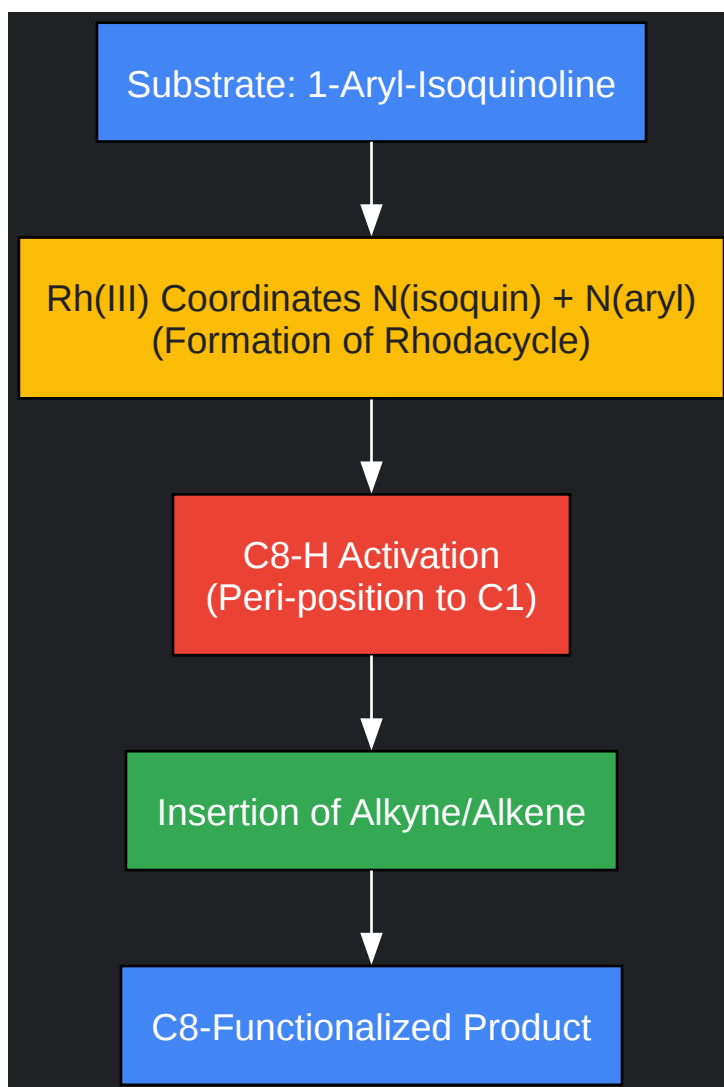 Substrate: 1-Aryl-Isoquinoline
Rh(III) Coordinates N(isoquin) + N(aryl)
(Formation of Rhodacycle)
C8-H Activation
(Peri-position to C1)
Insertion of Alkyne/Alkene
C8-Functionalized Product